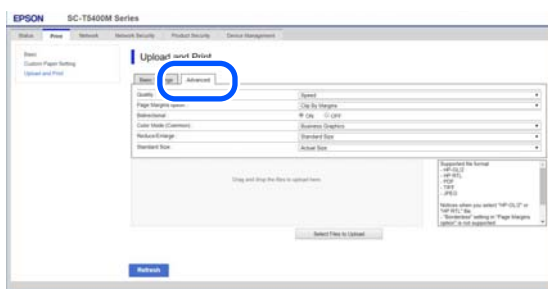 EPSON SC-T5400M Series
Status Print Network Network Security Product Security Device Management
Basic
Custom Paper Setting
Upload and Print
Upload and Print
Basic Advanced
Quality : Speed
Page Margins option : Clip By Margins
Bidirectional : ON OFF
Color Mode (Common) : Business Graphics
Reduce/Enlarge : Standard Size
Standard Size : Actual Size
Drag and drop the files to upload here.
Supported file format
- HP-GL/2
- HP RTL
- PDF
- TIFF
- JPEG
Notices when you select "HP-GL/2" or
"HP RTL" file.
- "Borderless" setting or "Page Margins
option" is not supported
Select Files to Upload
Refresh